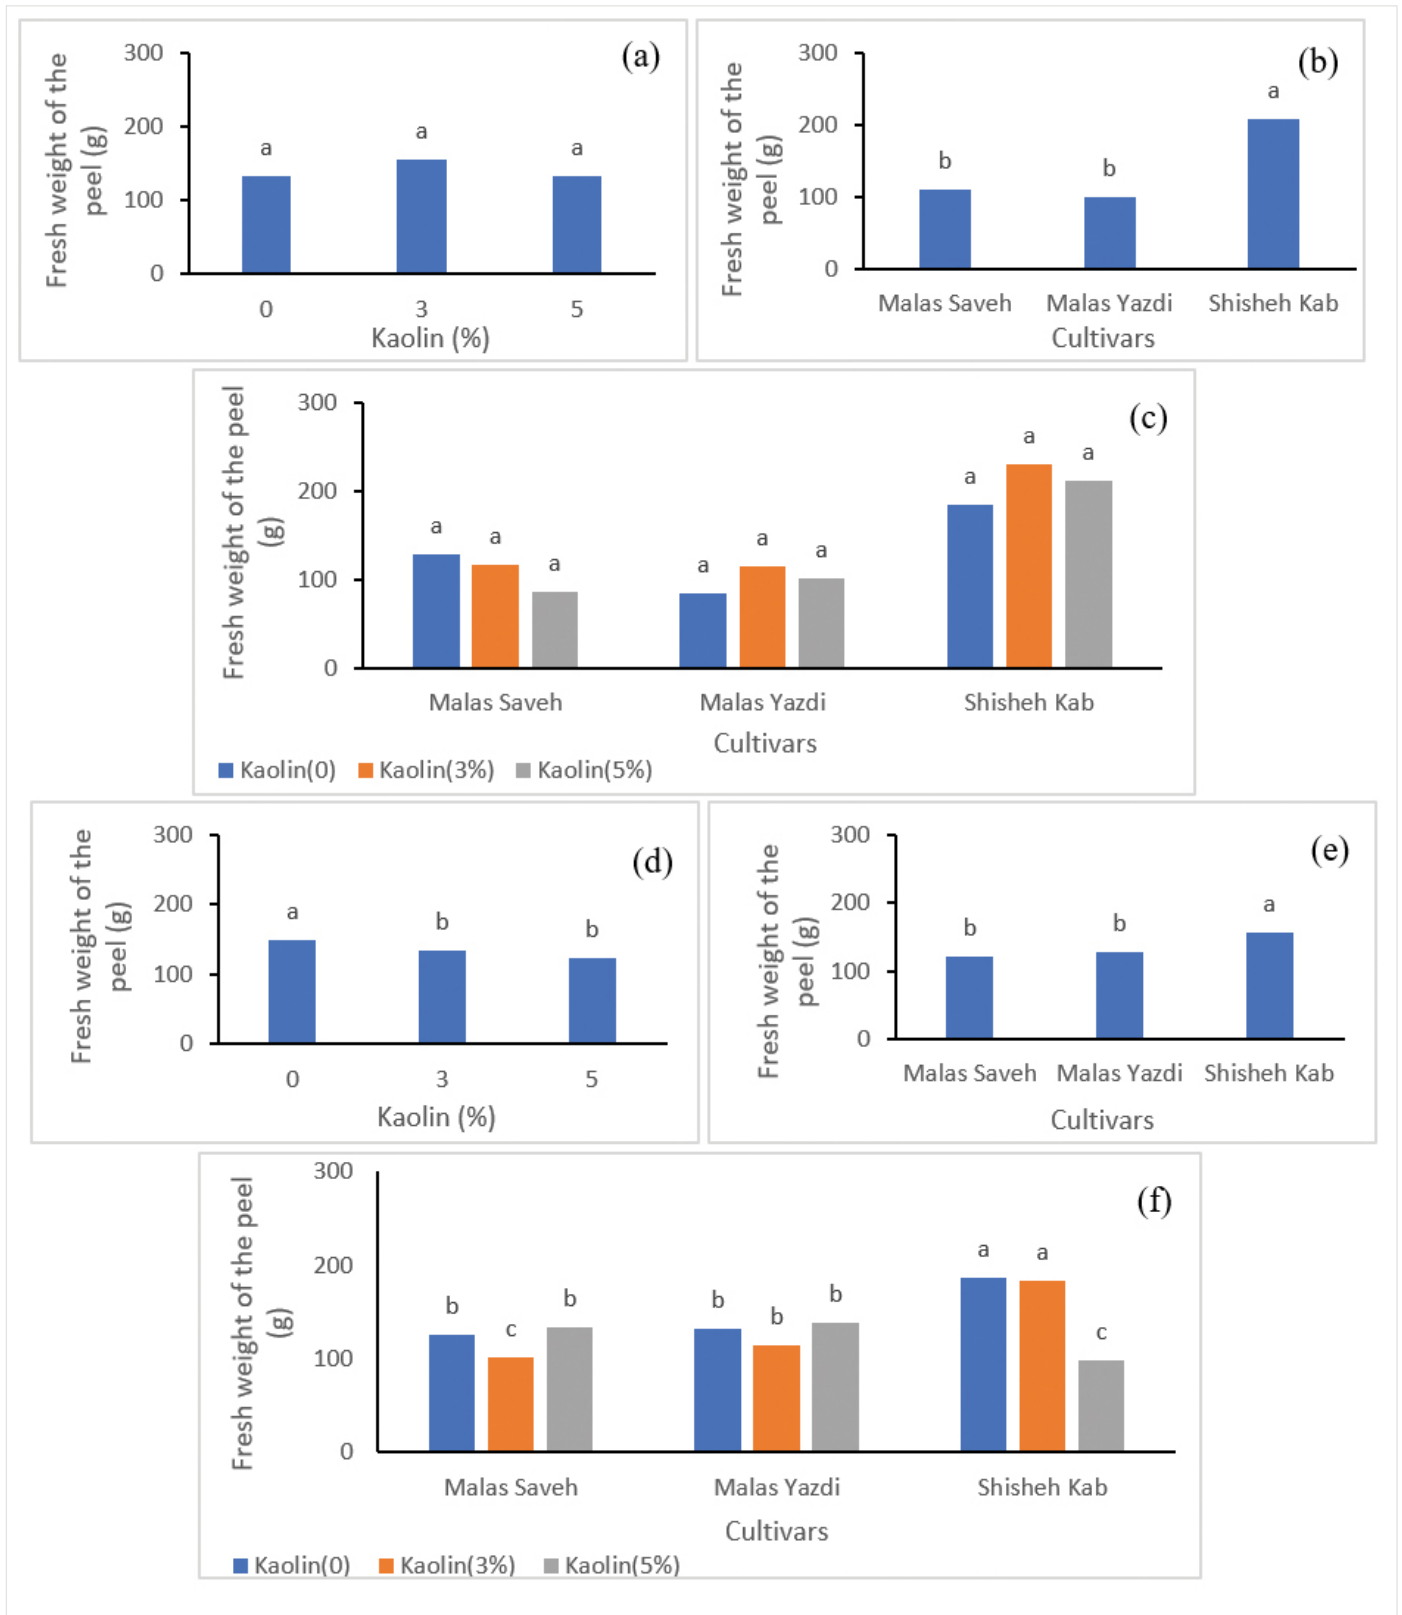 (a)
Fresh weight of the
peel (g)
300
200
100
0
a
a
a
0
3
5
Kaolin (%)
(b)
Fresh weight of the
peel (g)
300
200
100
0
b
b
a
Malas Saveh
Malas Yazdi
Shisheh Kab
Cultivars
(c)
Fresh weight of the peel
(g)
300
200
100
0
a
a
a
a
a
a
a
a
a
Malas Saveh
Malas Yazdi
Shisheh Kab
Cultivars
Kaolin(0)
Kaolin(3%)
Kaolin(5%)
(d)
Fresh weight of the
peel (g)
300
200
100
0
a
b
b
0
3
5
Kaolin (%)
(e)
Fresh weight of the
peel (g)
300
200
100
0
b
b
a
Malas Saveh
Malas Yazdi
Shisheh Kab
Cultivars
(f)
Fresh weight of the peel
(g)
300
200
100
0
b
c
b
b
b
b
a
a
c
Malas Saveh
Malas Yazdi
Shisheh Kab
Cultivars
Kaolin(0)
Kaolin(3%)
Kaolin(5%)